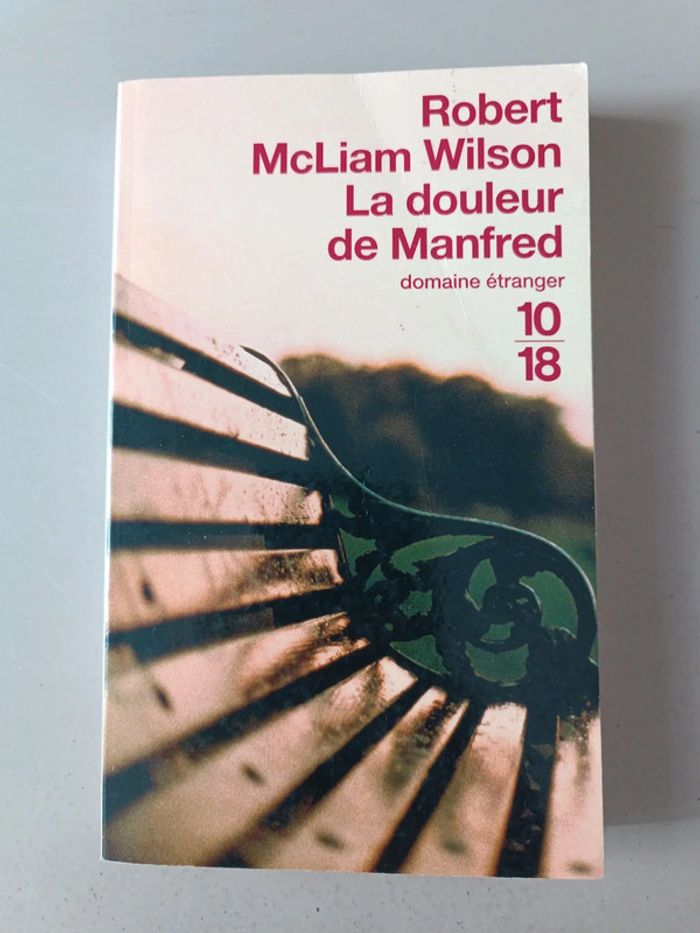 Robert
McLiam Wilson
La douleur
de Manfred
domaine étranger
10
18